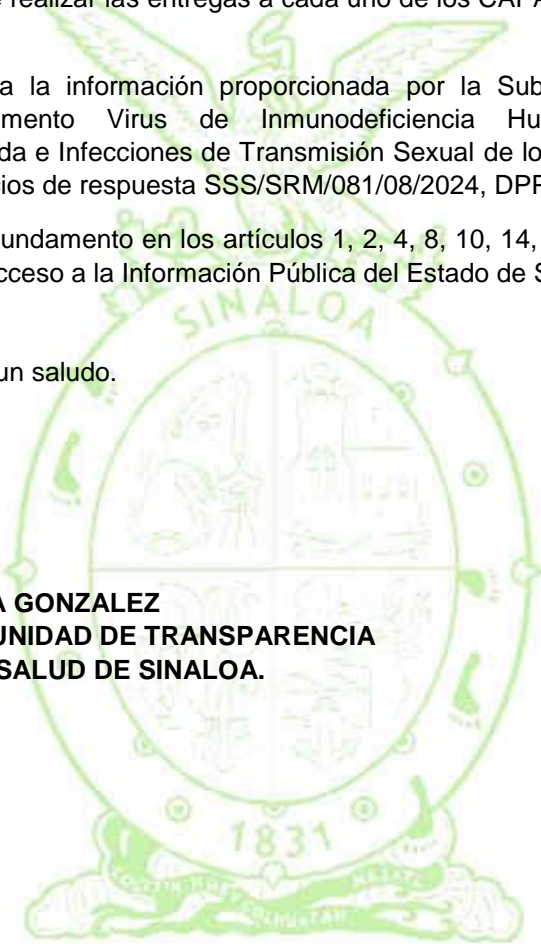 realizar las entregas a cada uno de los
a la información proporcionada por la Sub
mento Virus de Inmunodeficiencia Hu
da e Infecciones de Transmisión Sexual de lo
cios de respuesta SSS/SRM/081/08/2024, DPP
undamento en los artículos 1, 2, 4, 8, 10, 14,
cceso a la Información Pública del Estado de S
SINALOA
un saludo.
A GONZALEZ
UNIDAD DE TRANSPARENCIA
SALUD DE SINALOA.
1831